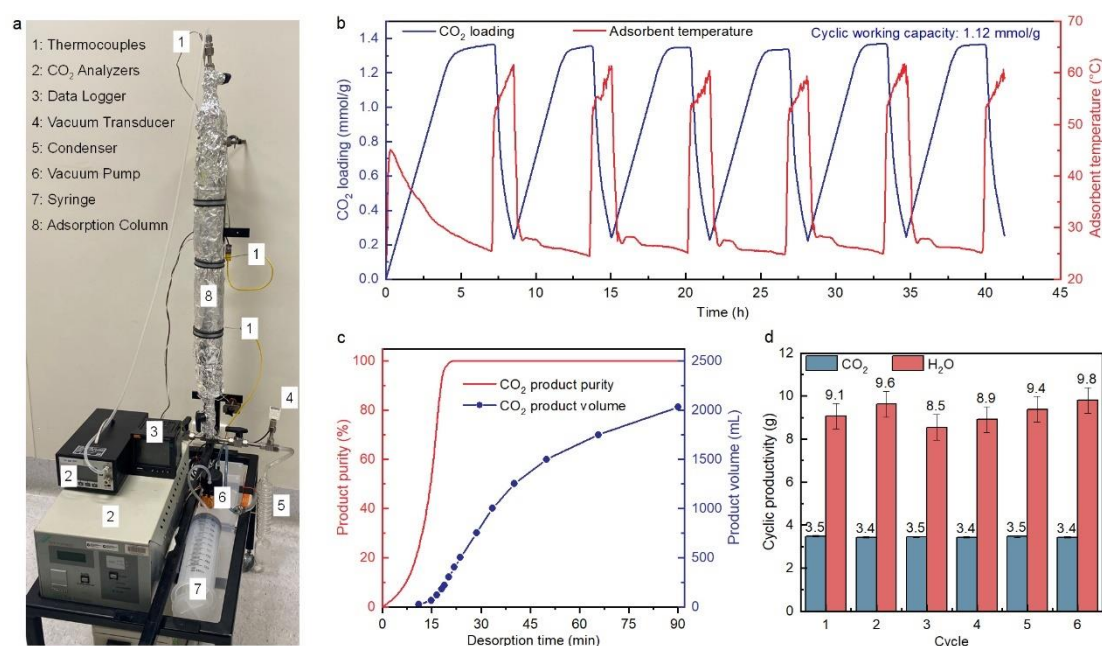 a
1: Thermocouples
2: CO₂ Analyzers
3: Data Logger
4: Vacuum Transducer
5: Condenser
6: Vacuum Pump
7: Syringe
8: Adsorption Column
1
1
8
1
4
3
2
6
5
2
7
b
CO₂ loading
Adsorbent temperature
Cyclic working capacity: 1.12 mmol/g
CO₂ loading (mmol/g)
1.6
1.4
1.2
1.0
0.8
0.6
0.4
0.2
0.0
0 5 10 15 20 25 30 35 40 45
Time (h)
70
60
50
40
30
20
Adsorbent temperature (°C)
c
CO₂ product purity
CO₂ product volume
Product purity (%)
100
80
60
40
20
0
0 15 30 45 60 75 90
Desorption time (min)
2500
2000
1500
1000
500
0
Product volume (mL)
d
CO₂ H₂O
Cyclic productivity (g)
12
10
8
6
4
2
0
9.1 9.6 8.5 8.9 9.4 9.8
3.5 3.4 3.5 3.4 3.5 3.4
1 2 3 4 5 6
Cycle